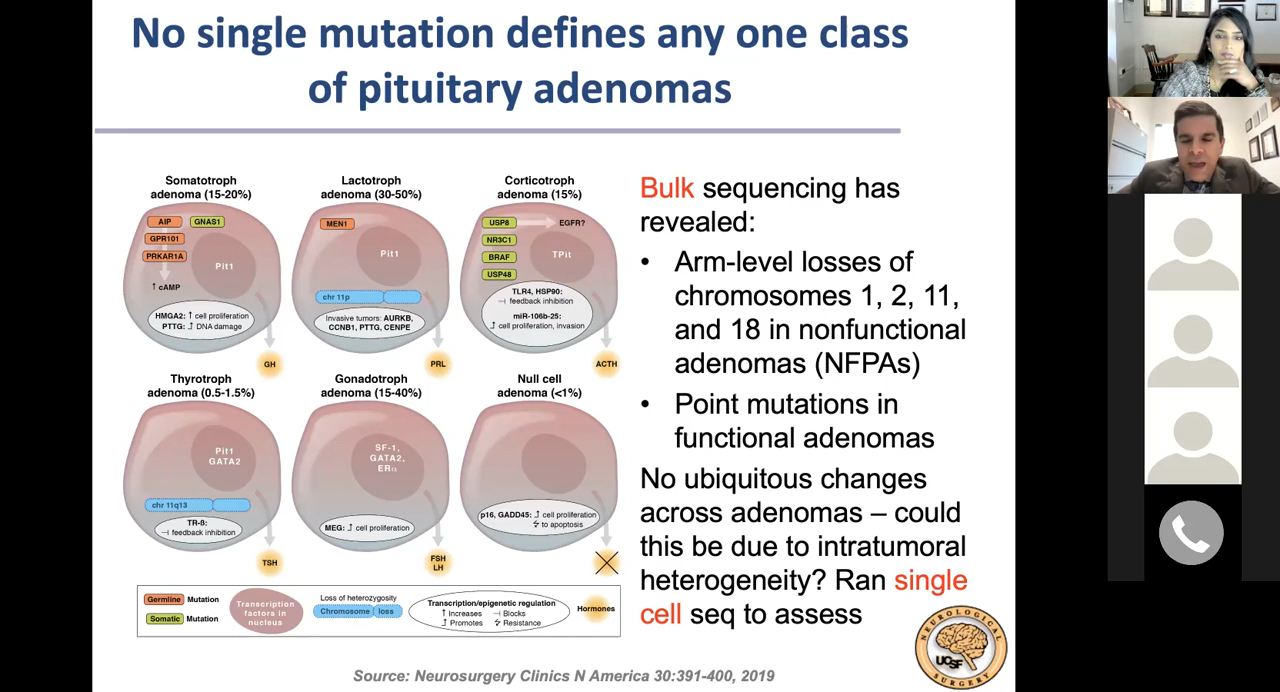 No single mutation defines any one class
of pituitary adenomas
Somatotroph
adenoma (15-20%)
AIP
GNAS1
GPR101
PRKAR1A
Pit1
↑ cAMP
HMGA2: ↑ cell proliferation
PTTG: ⤴ DNA damage
GH
Lactotroph
adenoma (30-50%)
MEN1
Pit1
chr 11p
Invasive tumors: AURKB,
CCNB1, PTTG, CENPE
PRL
Corticotroph
adenoma (15%)
USP8
EGFR?
NR3C1
BRAF
TPit
USP48
TLR4, HSP90:
⊣ feedback inhibition
miR-106b-25:
⤴ cell proliferation, invasion
ACTH
Thyrotroph
adenoma (0.5-1.5%)
Pit1
GATA2
chr 11q13
TR-ß:
⊣ feedback inhibition
TSH
Gonadotroph
adenoma (15-40%)
SF-1,
GATA2,
ERα
MEG: ⤴ cell proliferation
FSH
LH
Null cell
adenoma (<1%)
p16, GADD45: ⤴ cell proliferation
to apoptosis
Germline Mutation
Somatic Mutation
Transcription
factors in
nucleus
Loss of heterozygosity
Chromosome loss
Transcription/epigenetic regulation
↑ Increases ⊣ Blocks
⤴ Promotes Resistance
Hormones
Bulk sequencing has
revealed:
• Arm-level losses of
chromosomes 1, 2, 11,
and 18 in nonfunctional
adenomas (NFPAs)
• Point mutations in
functional adenomas
No ubiquitous changes
across adenomas – could
this be due to intratumoral
heterogeneity? Ran single
cell seq to assess
NEUROLOGICAL
UCSF
SURGERY
Source: Neurosurgery Clinics N America 30:391-400, 2019